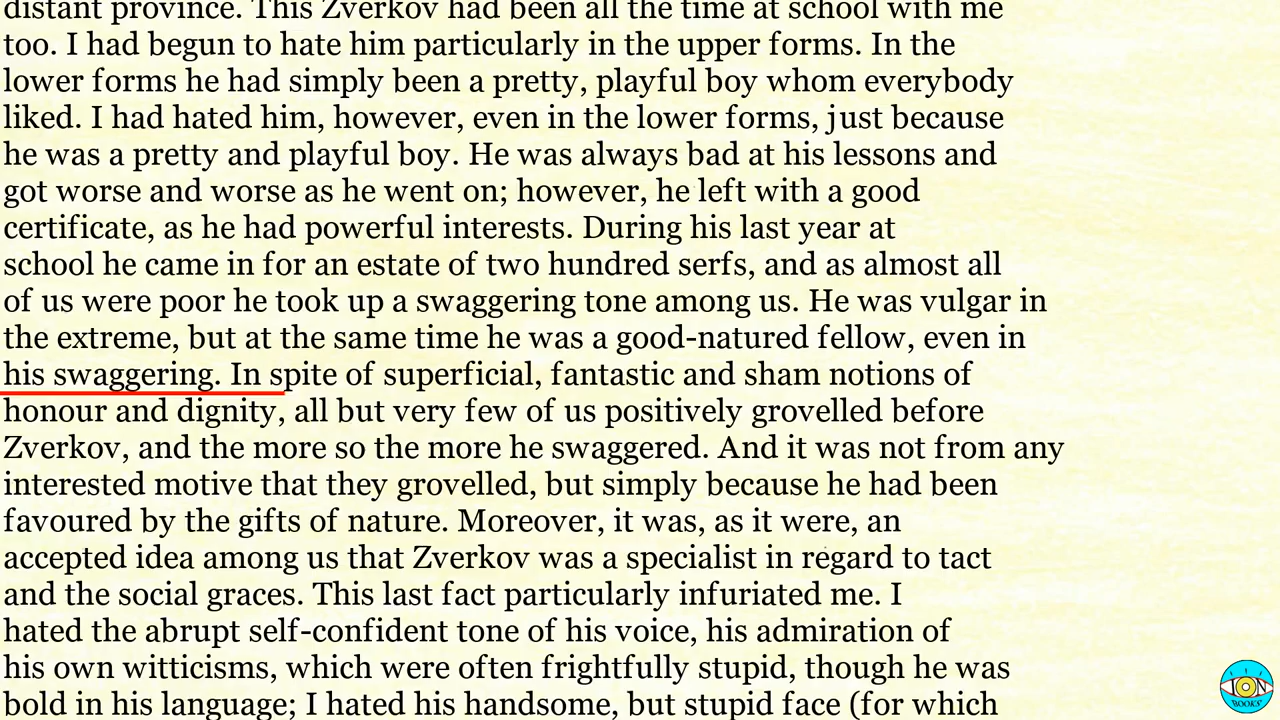 distant province. This Zverkov had been all the time at school with me
too. I had begun to hate him particularly in the upper forms. In the
lower forms he had simply been a pretty, playful boy whom everybody
liked. I had hated him, however, even in the lower forms, just because
he was a pretty and playful boy. He was always bad at his lessons and
got worse and worse as he went on; however, he left with a good
certificate, as he had powerful interests. During his last year at
school he came in for an estate of two hundred serfs, and as almost all
of us were poor he took up a swaggering tone among us. He was vulgar in
the extreme, but at the same time he was a good-natured fellow, even in
his swaggering. In spite of superficial, fantastic and sham notions of
honour and dignity, all but very few of us positively grovelled before
Zverkov, and the more so the more he swaggered. And it was not from any
interested motive that they grovelled, but simply because he had been
favoured by the gifts of nature. Moreover, it was, as it were, an
accepted idea among us that Zverkov was a specialist in regard to tact
and the social graces. This last fact particularly infuriated me. I
hated the abrupt self-confident tone of his voice, his admiration of
his own witticisms, which were often frightfully stupid, though he was
bold in his language; I hated his handsome, but stupid face (for which
ION
BOOKS